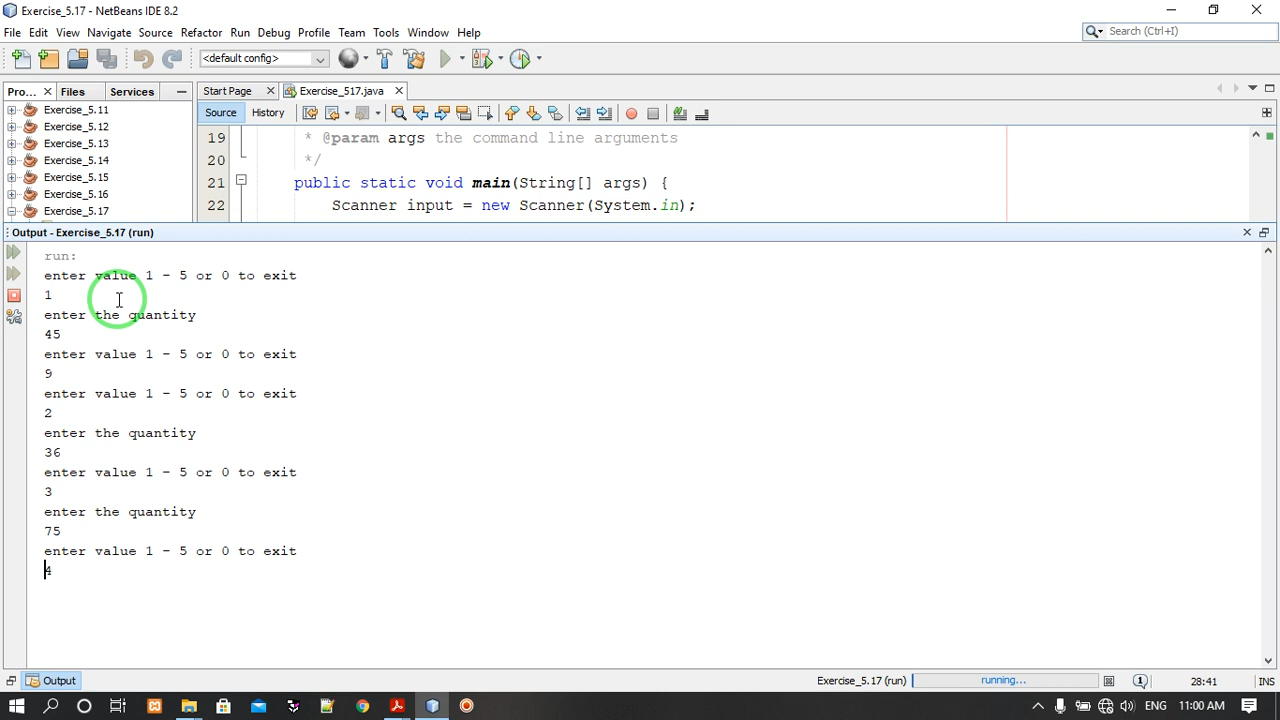 Exercise_5.17 - NetBeans IDE 8.2
File Edit View Navigate Source Refactor Run Debug Profile Team Tools Window Help
Search (Ctrl+I)
<default config>
Pro... Files Services
Start Page Exercise_517.java
Source History
Exercise_5.11
Exercise_5.12
Exercise_5.13
Exercise_5.14
Exercise_5.15
Exercise_5.16
Exercise_5.17
19 * @param args the command line arguments
20 */
21 public static void main(String[] args) {
22 Scanner input = new Scanner(System.in);
Output - Exercise_5.17 (run)
run:
enter value 1 - 5 or 0 to exit
1
enter the quantity
45
enter value 1 - 5 or 0 to exit
9
enter value 1 - 5 or 0 to exit
2
enter the quantity
36
enter value 1 - 5 or 0 to exit
3
enter the quantity
75
enter value 1 - 5 or 0 to exit
4
Output
Exercise_5.17 (run) running... 28:41 INS
ENG 11:00 AM